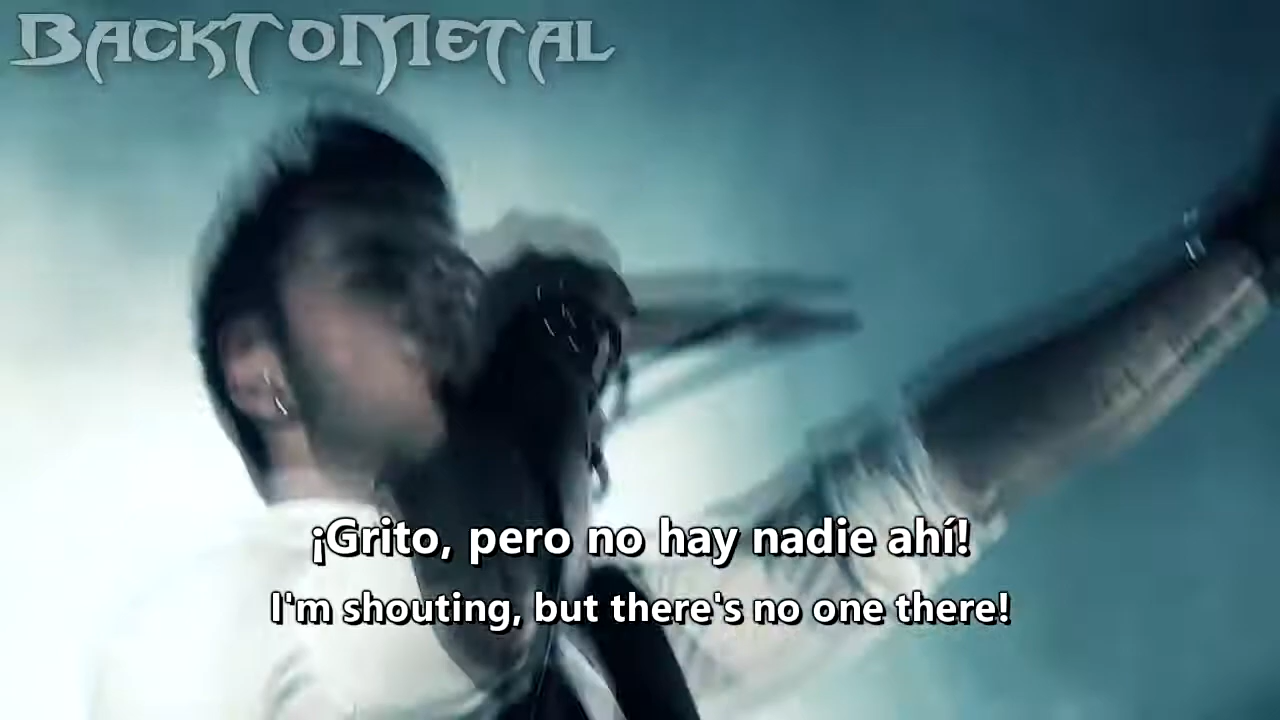 BackToMetal
¡Grito, pero no hay nadie ahí!
I'm shouting, but there's no one there!